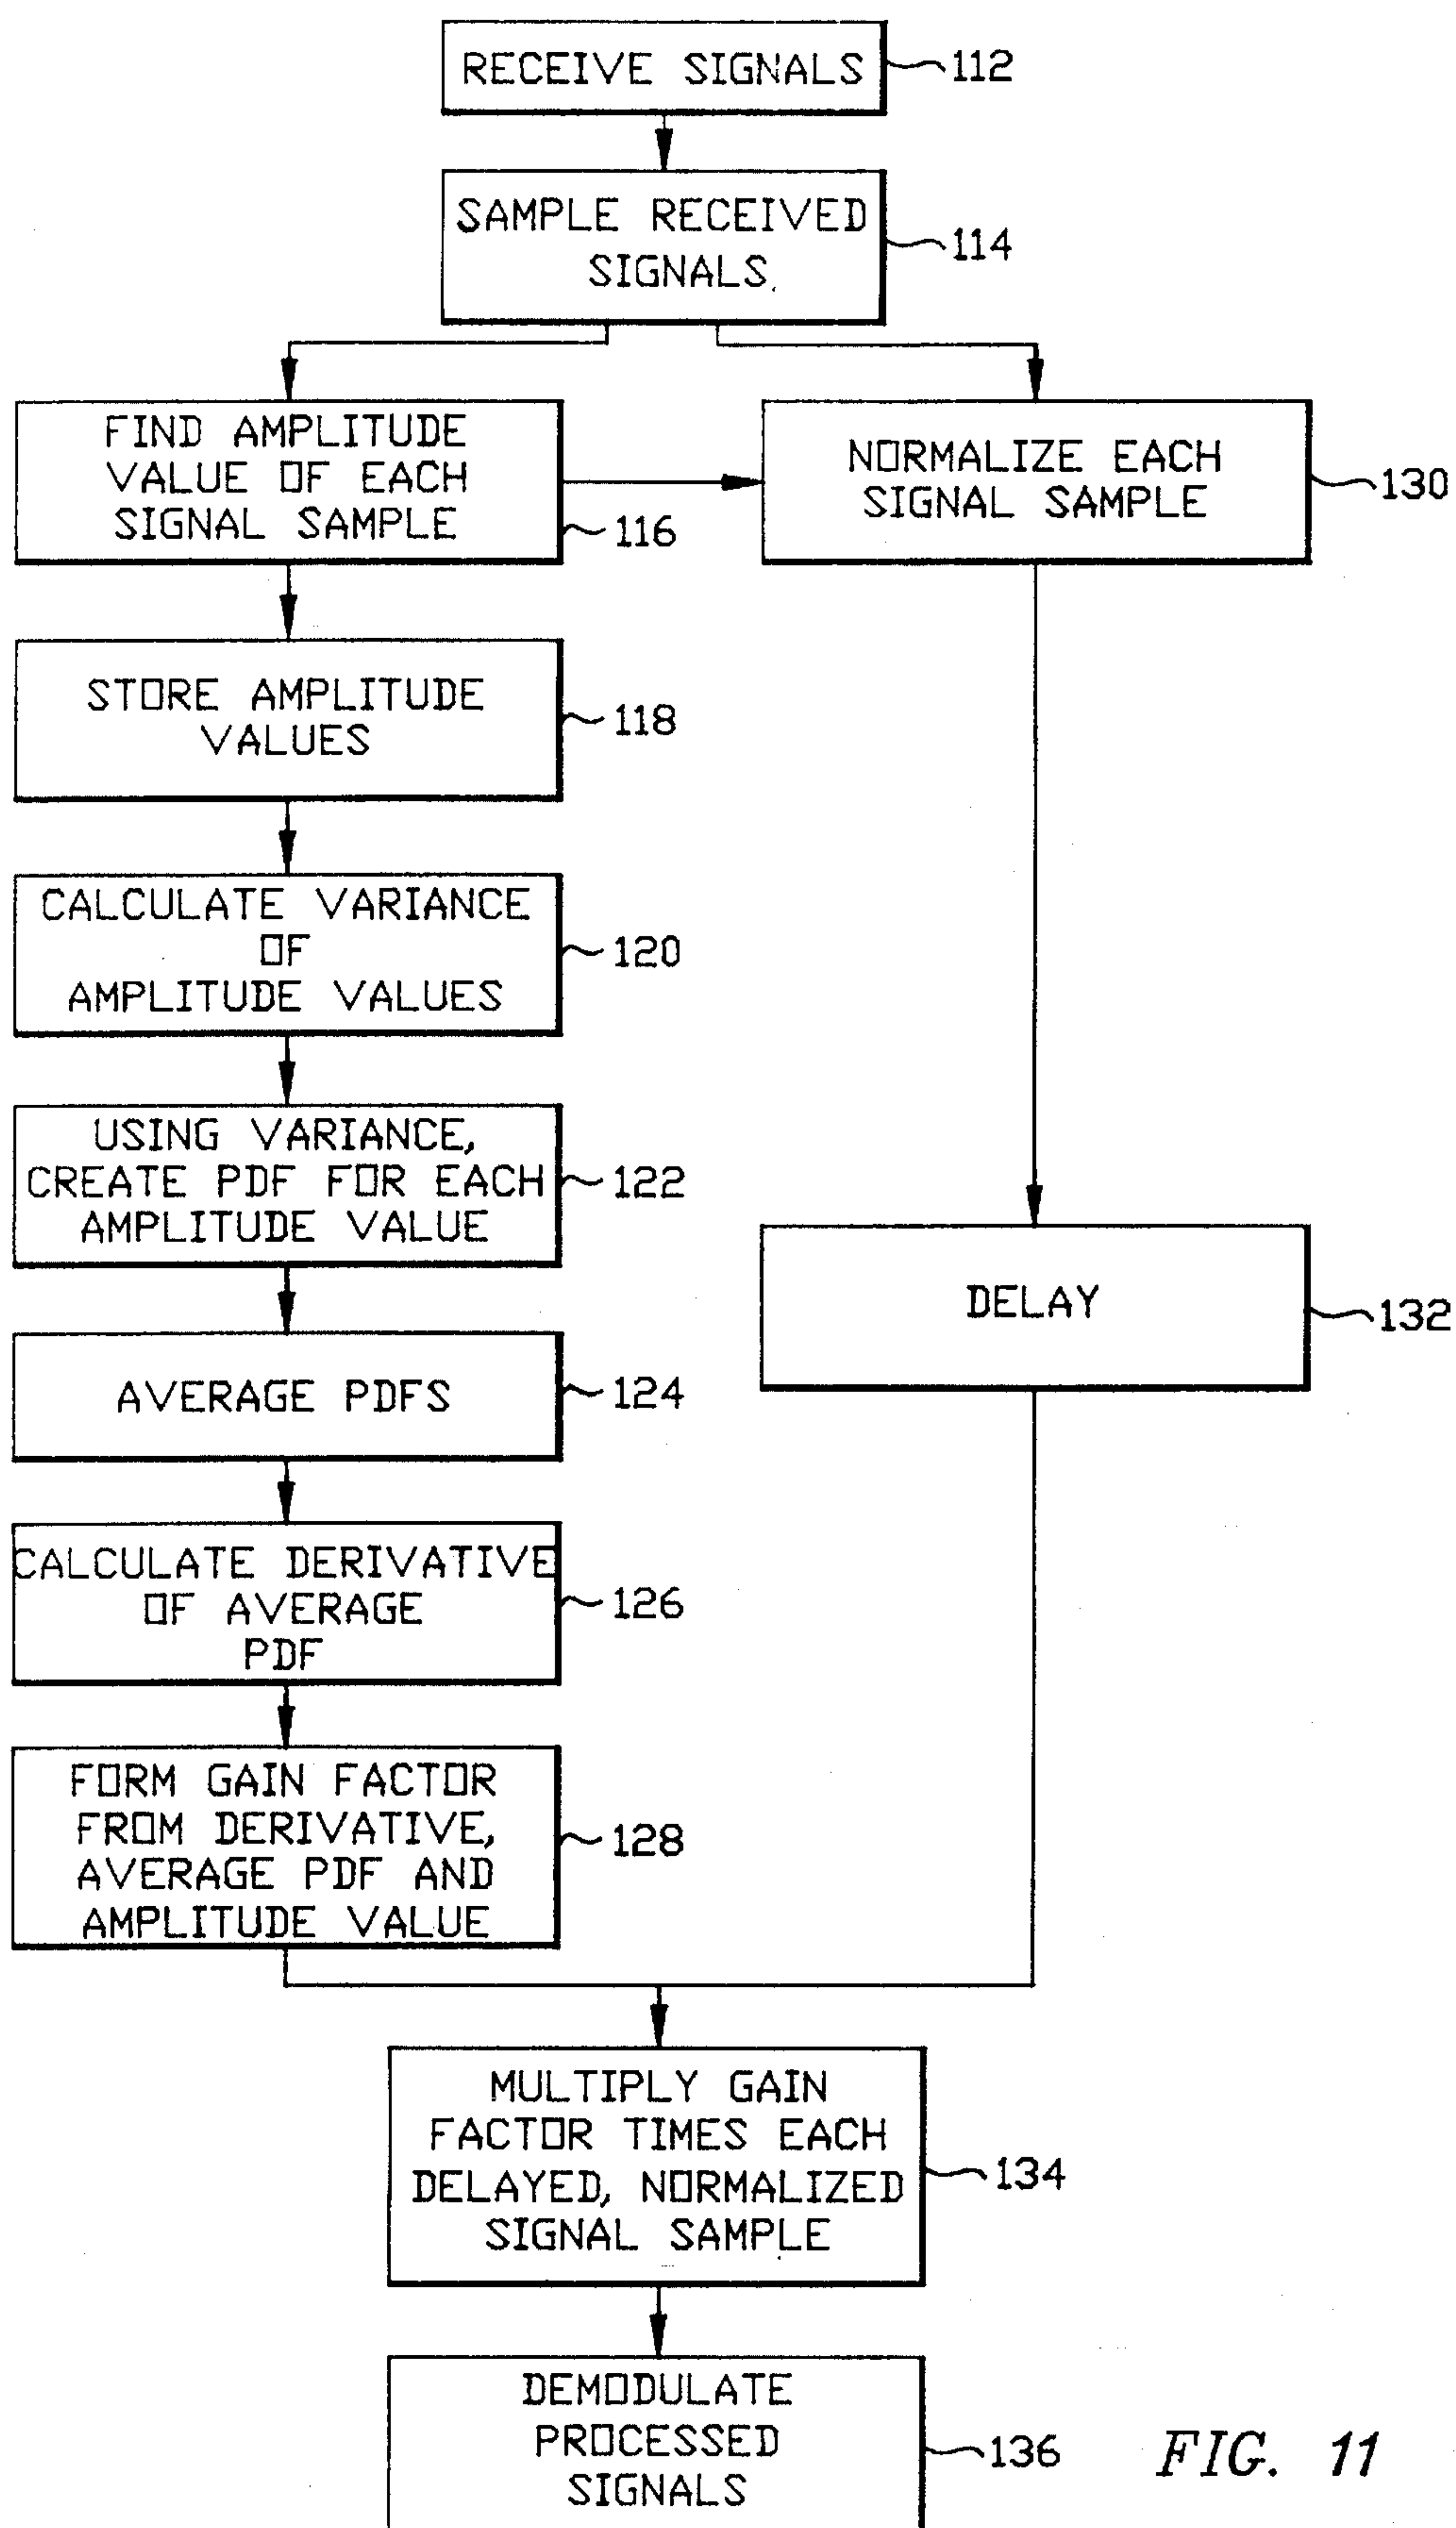 RECEIVE SIGNALS
112
SAMPLE RECEIVED
SIGNALS
114
FIND AMPLITUDE
VALUE OF EACH
SIGNAL SAMPLE
116
NORMALIZE EACH
SIGNAL SAMPLE
130
STORE AMPLITUDE
VALUES
118
CALCULATE VARIANCE
OF
AMPLITUDE VALUES
120
USING VARIANCE,
CREATE PDF FOR EACH
AMPLITUDE VALUE
122
DELAY
132
AVERAGE PDFS
124
CALCULATE DERIVATIVE
OF AVERAGE
PDF
126
FORM GAIN FACTOR
FROM DERIVATIVE,
AVERAGE PDF AND
AMPLITUDE VALUE
128
MULTIPLY GAIN
FACTOR TIMES EACH
DELAYED, NORMALIZED
SIGNAL SAMPLE
134
DEMODULATE
PROCESSED
SIGNALS
136
FIG. 11